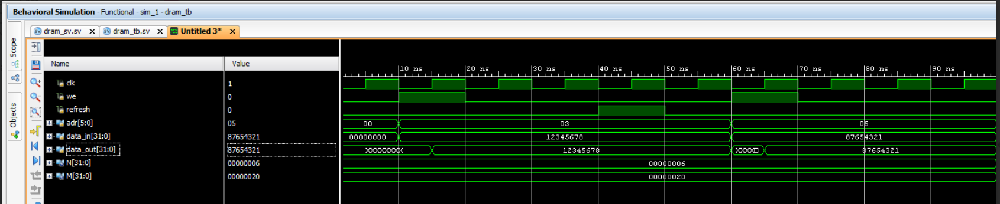 Behavioral Simulation - Functional - sim_1 - dram_tb
dram_sv.sv dram_tb.sv Untitled 3*
Scope
Objects
Name Value
10 ns 20 ns 30 ns 40 ns 50 ns 60 ns 70 ns 80 ns 90 ns
clk 1
we 0
refresh 0
adr[5:0] 05 00 03 05
data_in[31:0] 87654321 00000000 12345678 87654321
data_out[31:0] 87654321 XXXXXXXX 12345678 87654321
N[31:0] 00000006 00000006
M[31:0] 00000020 00000020